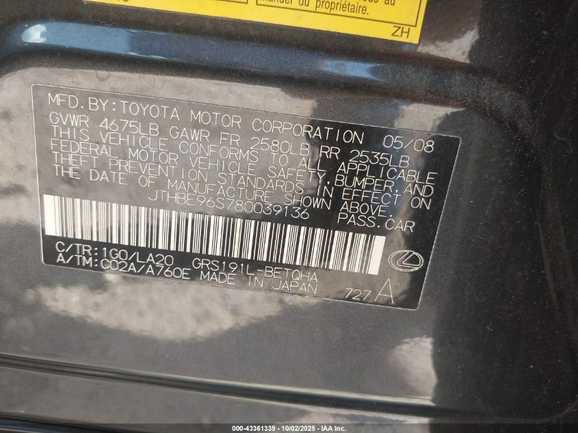 au
manuel du propriétaire.
ZH
MFD.BY:TOYOTA MOTOR CORPORATION 05/08
GVWR 4675LB GAWR FR 2580LB RR 2535LB
THIS VEHICLE CONFORMS TO ALL APPLICABLE
FEDERAL MOTOR VEHICLE SAFETY,BUMPER,AND
THEFT PREVENTION STANDARDS IN EFFECT ON
THE DATE OF MANUFACTURE SHOWN ABOVE.
JTHBE96S780039136 PASS.CAR
C/TR:1G0/LA20 GRS191L-BETQHA
A/TM:C02A/A760E MADE IN JAPAN
727 A
000-43361339 | 10/02/2025 | IAA Inc.